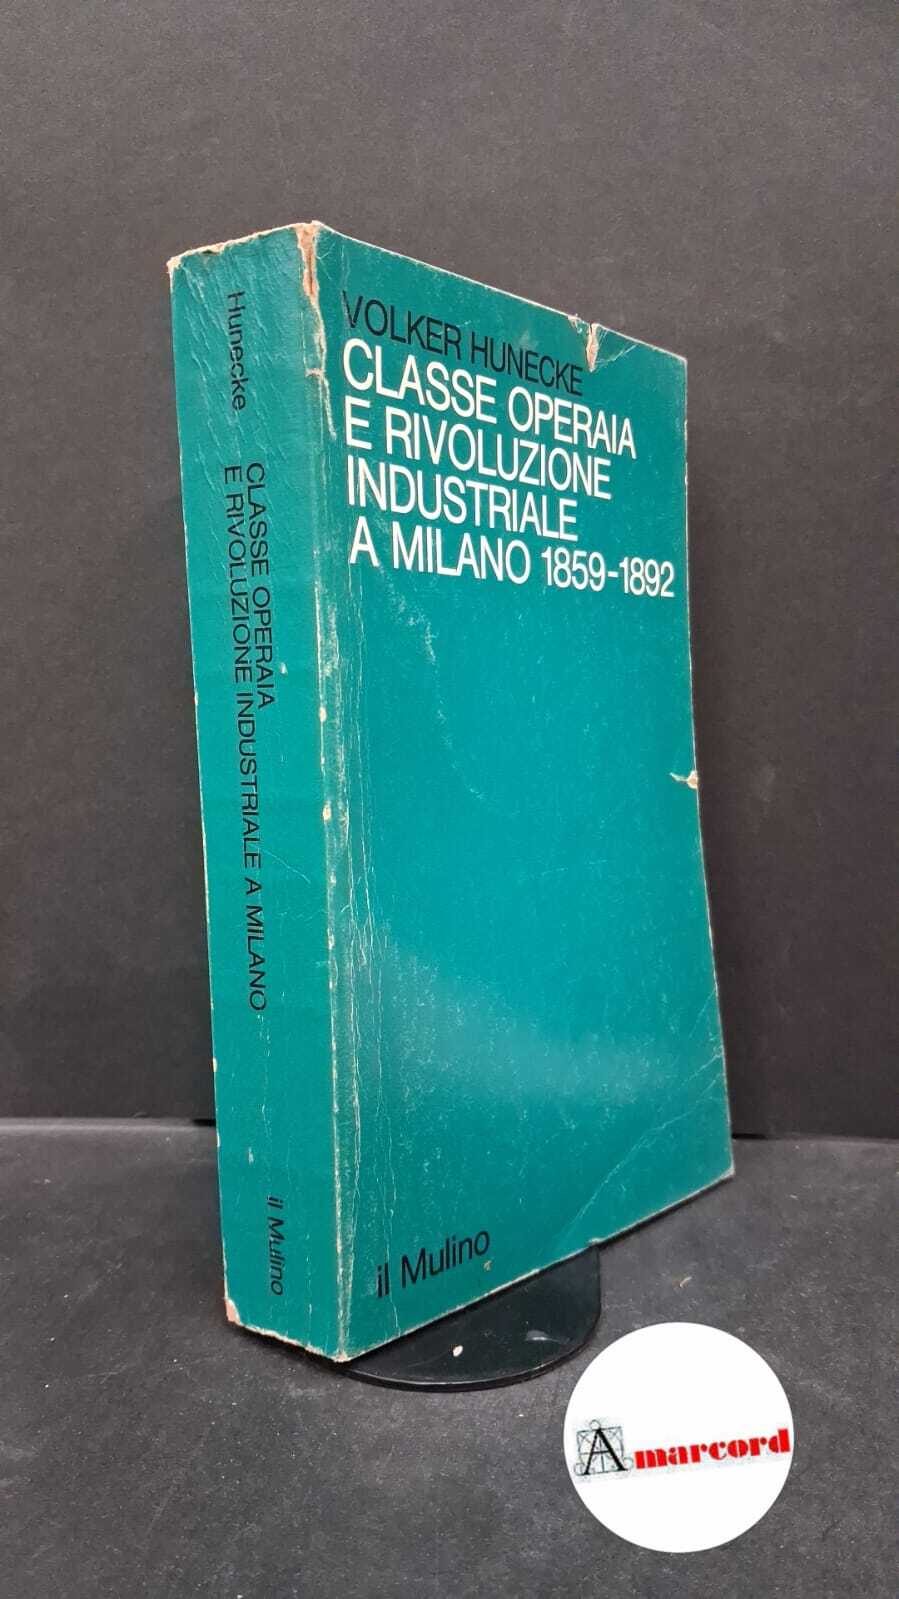 VOLKER HUNECKE
CLASSE OPERAIA
E RIVOLUZIONE
INDUSTRIALE
A MILANO 1859-1892
il Mulino
Hunecke
CLASSE OPERAIA
E RIVOLUZIONE INDUSTRIALE A MILANO
il Mulino
Amarcord